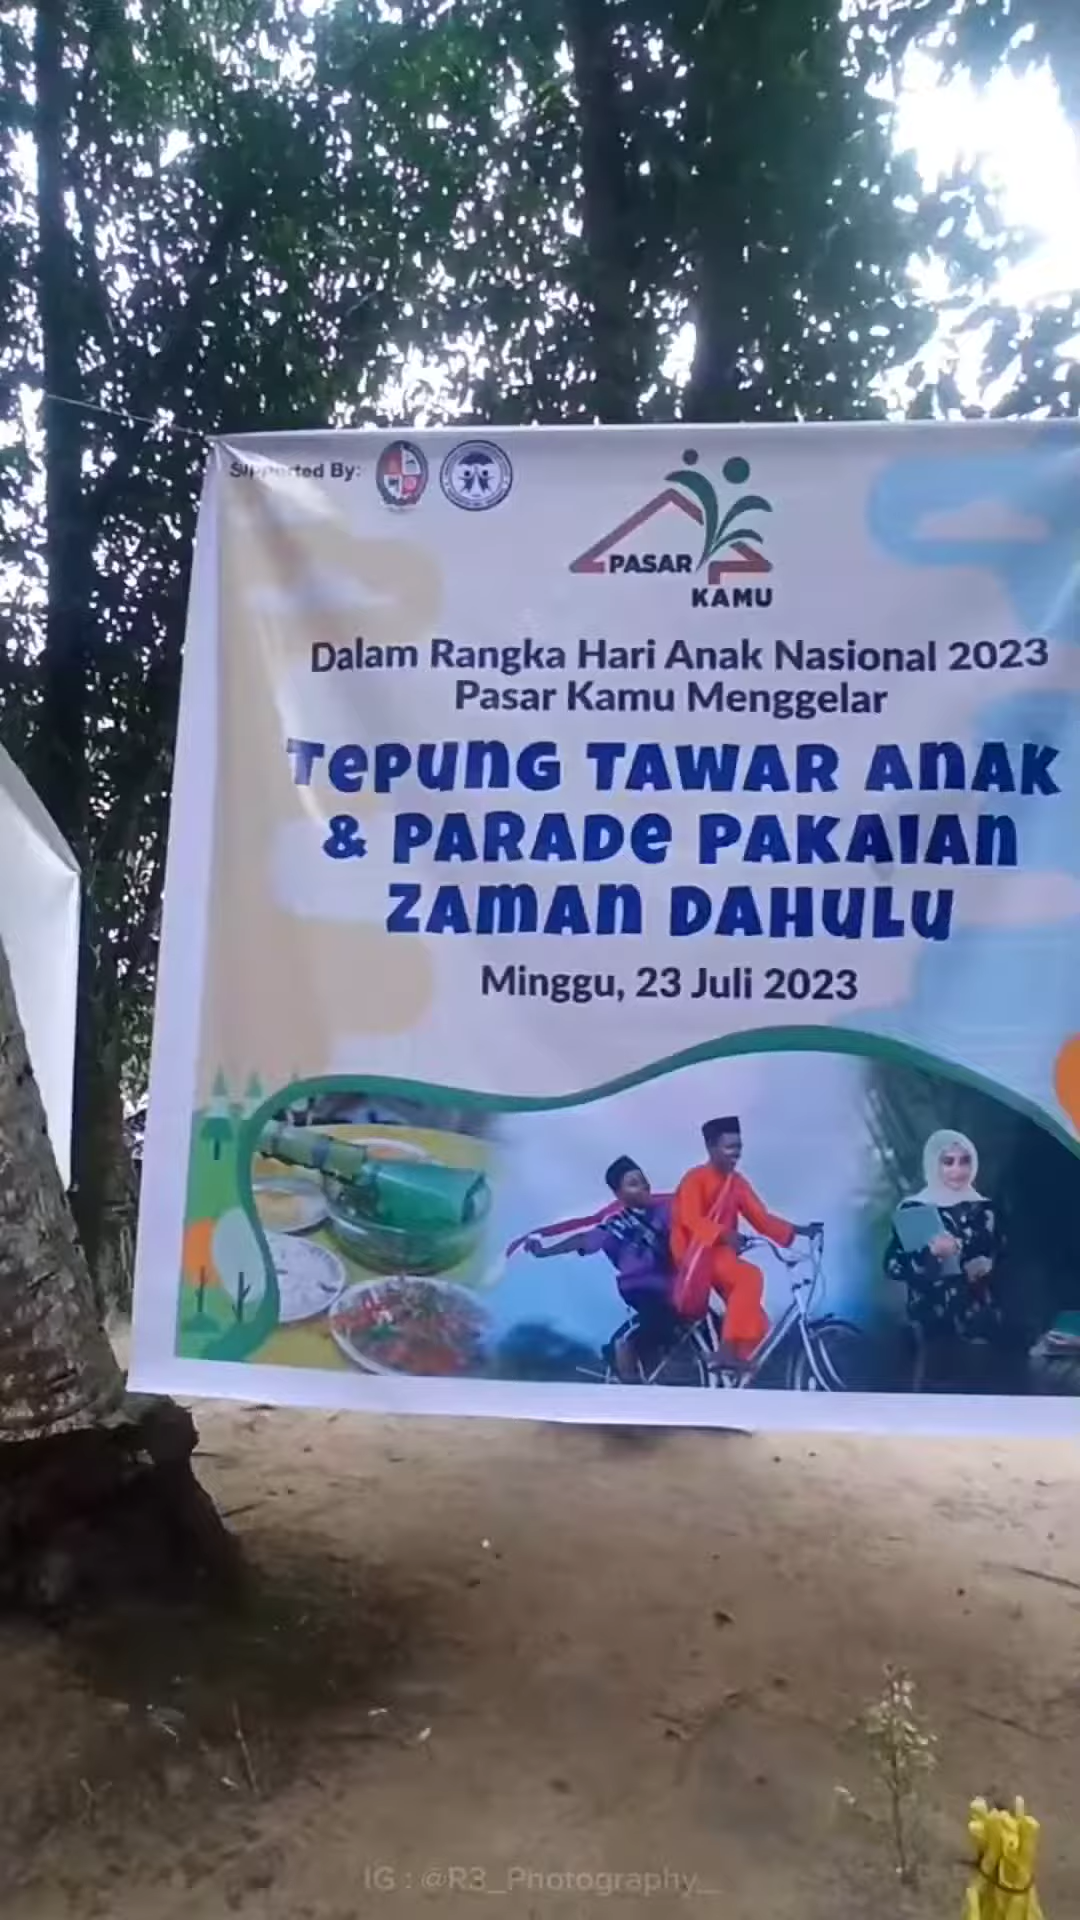 Supported By:
PASAR
KAMU
Dalam Rangka Hari Anak Nasional 2023
Pasar Kamu Menggelar
Tepung Tawar Anak
& Parade Pakaian
Zaman Dahulu
Minggu, 23 Juli 2023
IG : @R3_Photography_